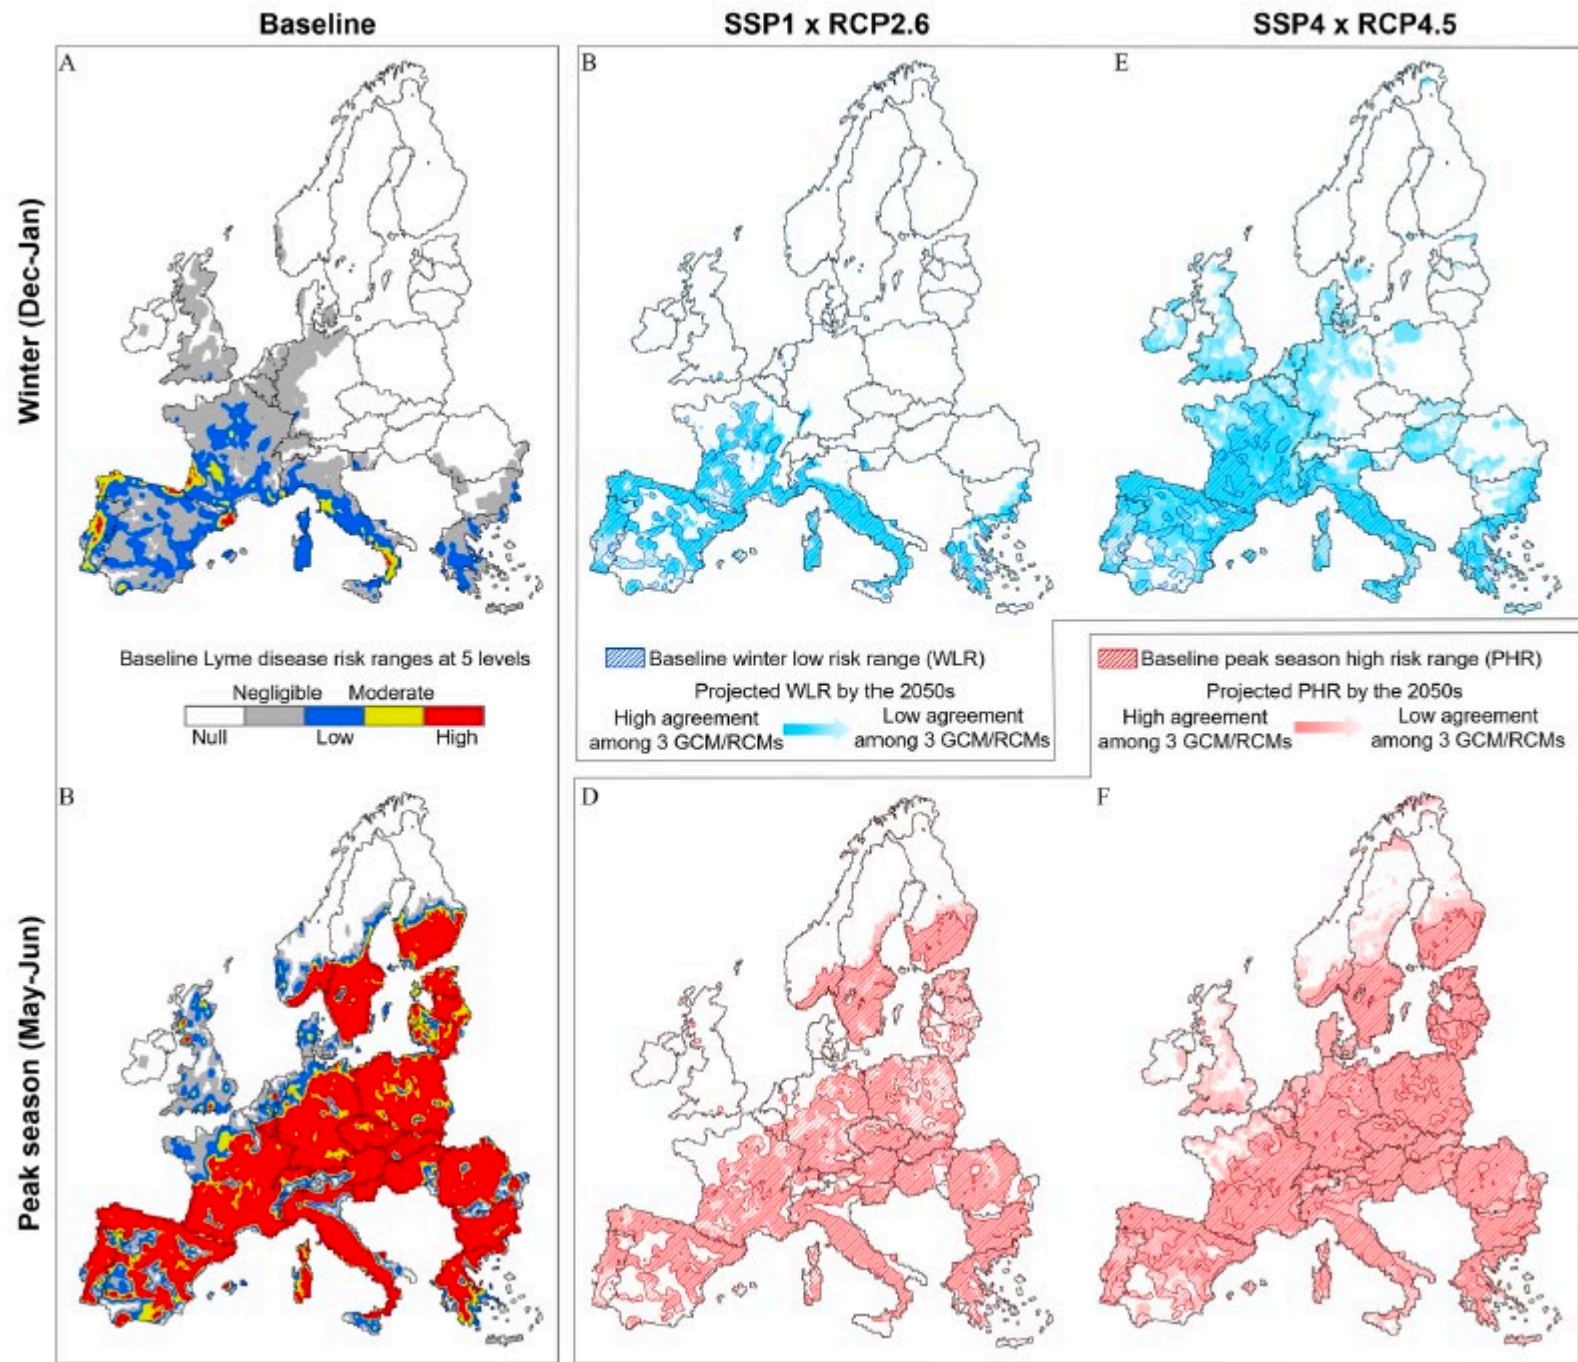 Baseline
SSP1 x RCP2.6
SSP4 x RCP4.5
Winter (Dec-Jan)
A
B
E
Baseline Lyme disease risk ranges at 5 levels
Negligible Moderate
Null Low High
Baseline winter low risk range (WLR)
Projected WLR by the 2050s
High agreement
among 3 GCM/RCMs
Low agreement
among 3 GCM/RCMs
Baseline peak season high risk range (PHR)
Projected PHR by the 2050s
High agreement
among 3 GCM/RCMs
Low agreement
among 3 GCM/RCMs
Peak season (May-Jun)
B
D
F